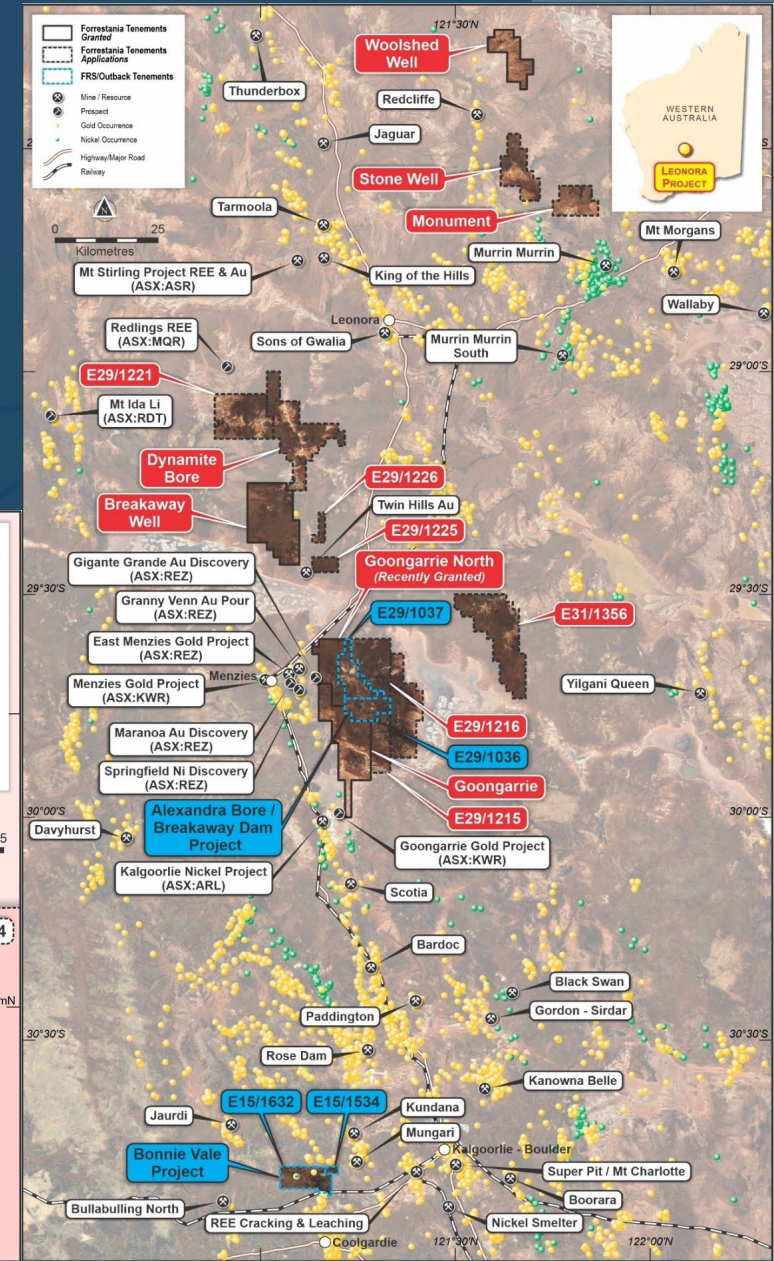 Forrestania Tenements
Granted
Forrestania Tenements
Applications
FRS/Outback Tenements
Mine / Resource
Prospect
Gold Occurrence
Nickel Occurrence
Highway/Major Road
Railway
N
0 25
Kilometres
121°30'E
WESTERN
AUSTRALIA
LEONORA
PROJECT
Woolshed
Well
Thunderbox
Redcliffe
Jaguar
Stone Well
Tarmoola
Monument
Mt Morgans
Murrin Murrin
Mt Stirling Project REE & Au
(ASX:ASR)
King of the Hills
Wallaby
Leonora
Redlings REE
(ASX:MQR)
Sons of Gwalia
Murrin Murrin
South
29°00'S
E29/1221
Mt Ida Li
(ASX:RDT)
Dynamite
Bore
E29/1226
Breakaway
Well
Twin Hills Au
E29/1225
Gigante Grande Au Discovery
(ASX:REZ)
Goongarrie North
(Recently Granted)
29°30'S
29°30'S
Granny Venn Au Pour
(ASX:REZ)
E29/1037
E31/1356
East Menzies Gold Project
(ASX:REZ)
Menzies
Menzies Gold Project
(ASX:KWR)
Yilgani Queen
E29/1216
Maranoa Au Discovery
(ASX:REZ)
E29/1036
Springfield Ni Discovery
(ASX:REZ)
Goongarrie
Alexandra Bore /
Breakaway Dam
Project
E29/1215
30°00'S
30°00'S
Davyhurst
Goongarrie Gold Project
(ASX:KWR)
Kalgoorlie Nickel Project
(ASX:ARL)
Scotia
Bardoc
Black Swan
Paddington
Gordon - Sirdar
30°30'S
30°30'S
Rose Dam
Kanowna Belle
E15/1632
E15/1534
Kundana
Jaurdi
Mungari
Bonnie Vale
Project
Kalgoorlie - Boulder
Super Pit / Mt Charlotte
Boorara
Bullabulling North
REE Cracking & Leaching
Nickel Smelter
Coolgardie
121°30'E
122°00'E
5
4
mN